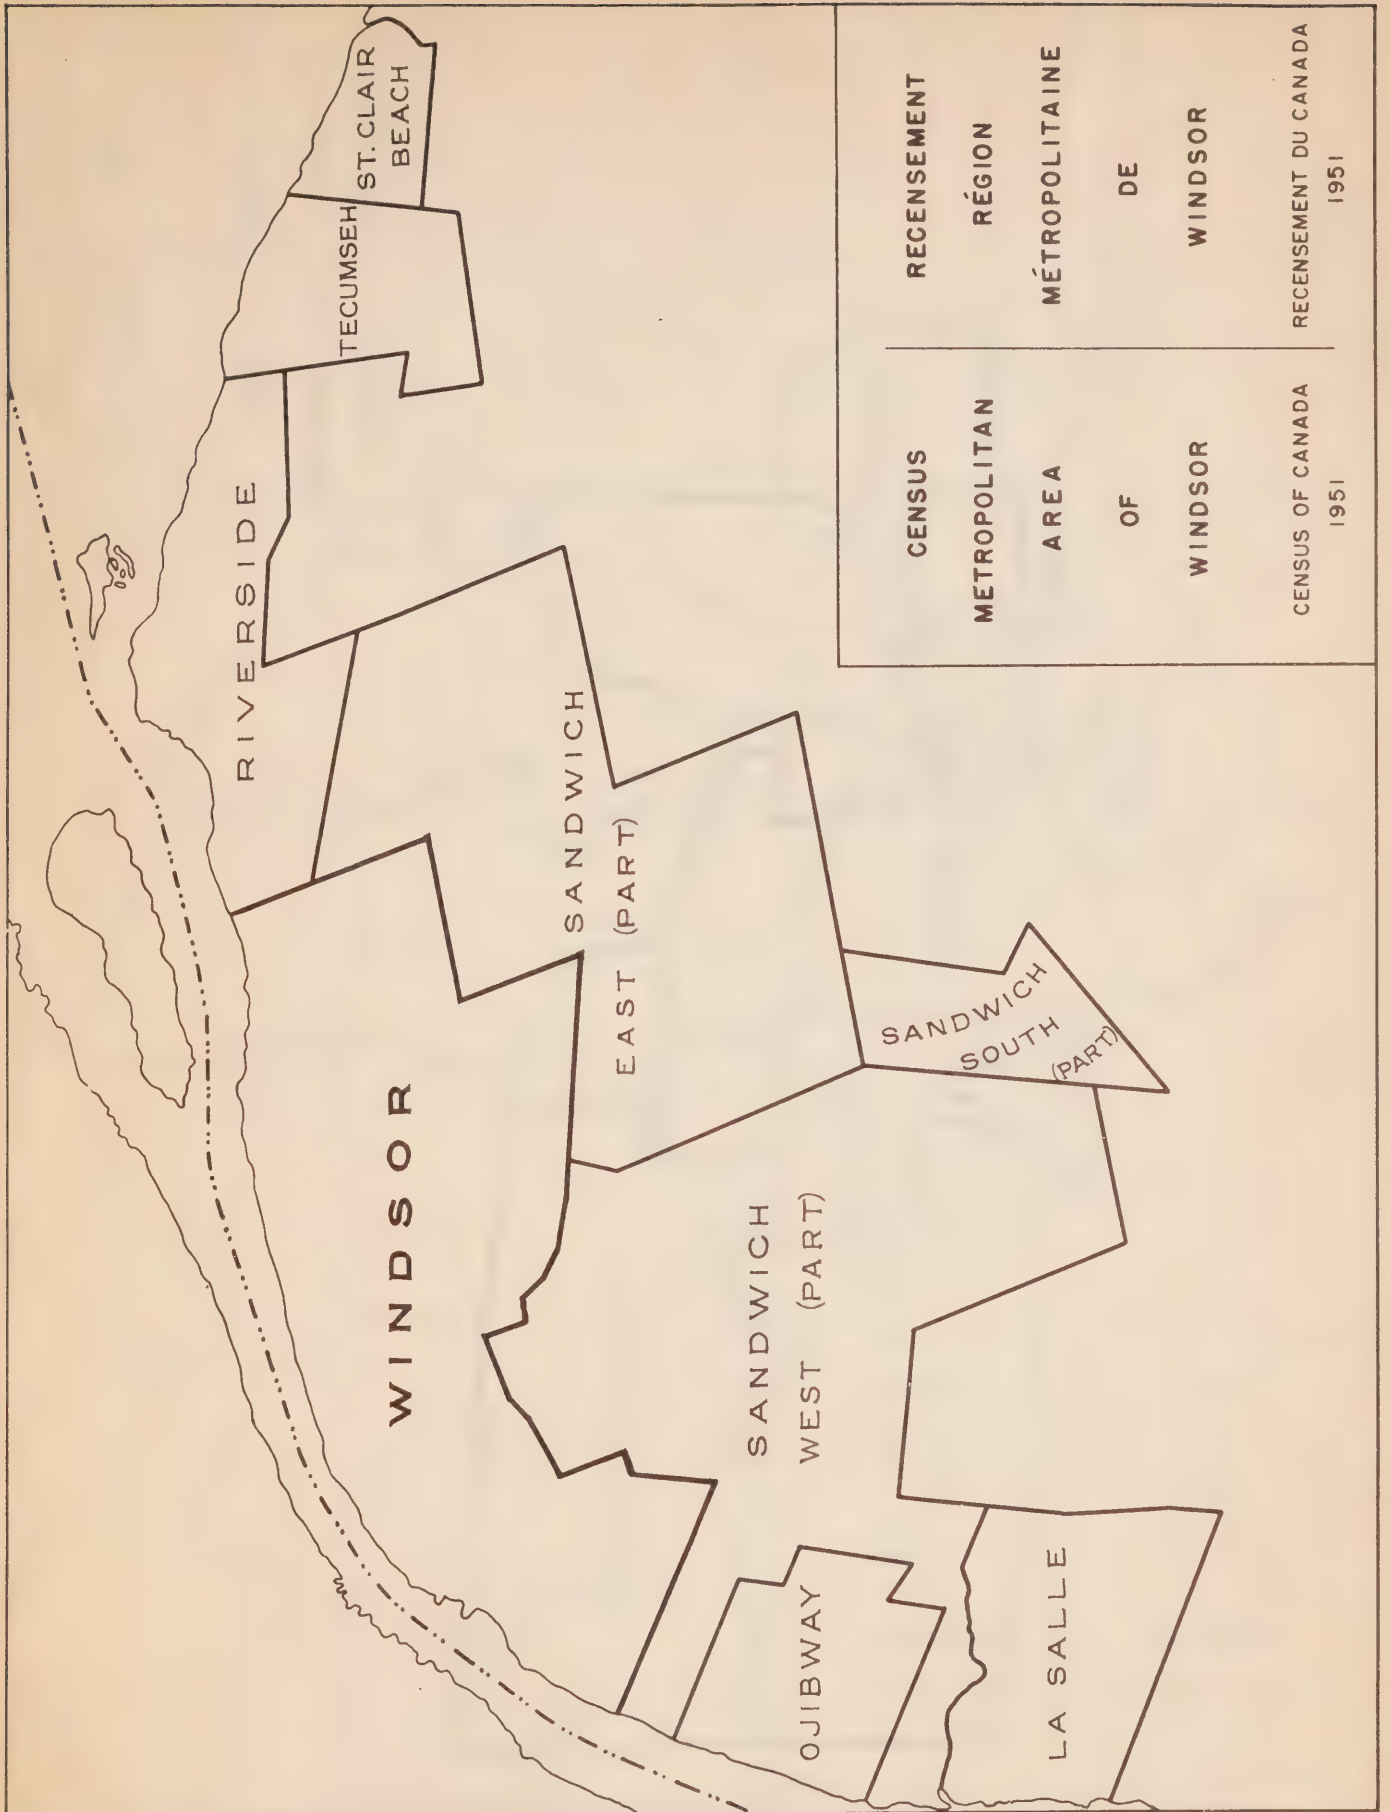 ST. CLAIR
BEACH
TECUMSEH
RIVERSIDE
SANDWICH
EAST (PART)
SANDWICH
SOUTH
(PART)
WINDSOR
SANDWICH
WEST (PART)
OJIBWAY
LA SALLE
CENSUS
METROPOLITAN
AREA
OF
WINDSOR
CENSUS OF CANADA
1951
RECENSEMENT
RÉGION
MÉTROPOLITAINE
DE
WINDSOR
RECENSEMENT DU CANADA
1951